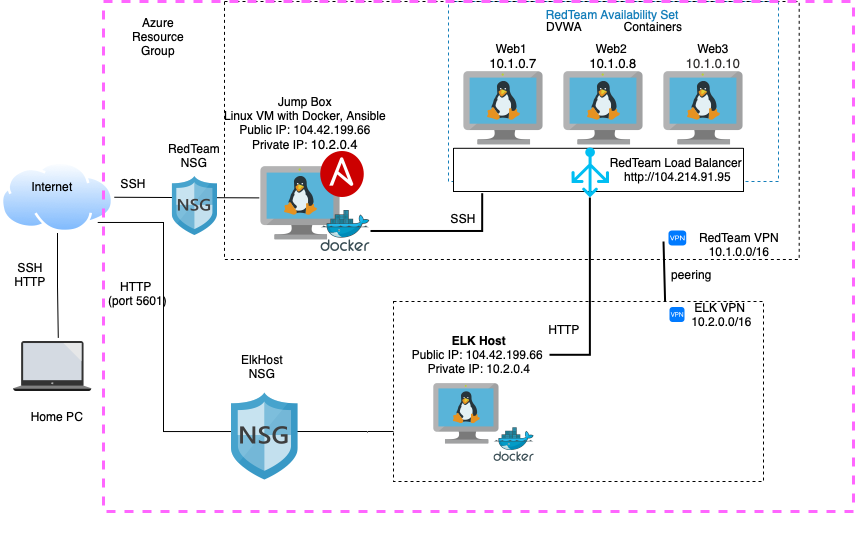 Azure
Resource
Group
RedTeam Availability Set
DVWA Containers
Web1
10.1.0.7
Web2
10.1.0.8
Web3
10.1.0.10
Jump Box
Linux VM with Docker, Ansible
Public IP: 104.42.199.66
Private IP: 10.2.0.4
RedTeam
NSG
RedTeam Load Balancer
http://104.214.91.95
Internet
SSH
NSG
A
docker
SSH
VPN
RedTeam VPN
10.1.0.0/16
SSH
HTTP
HTTP
(port 5601)
peering
VPN
ELK VPN
10.2.0.0/16
HTTP
ELK Host
Public IP: 104.42.199.66
Private IP: 10.2.0.4
ElkHost
NSG
Home PC
NSG
docker